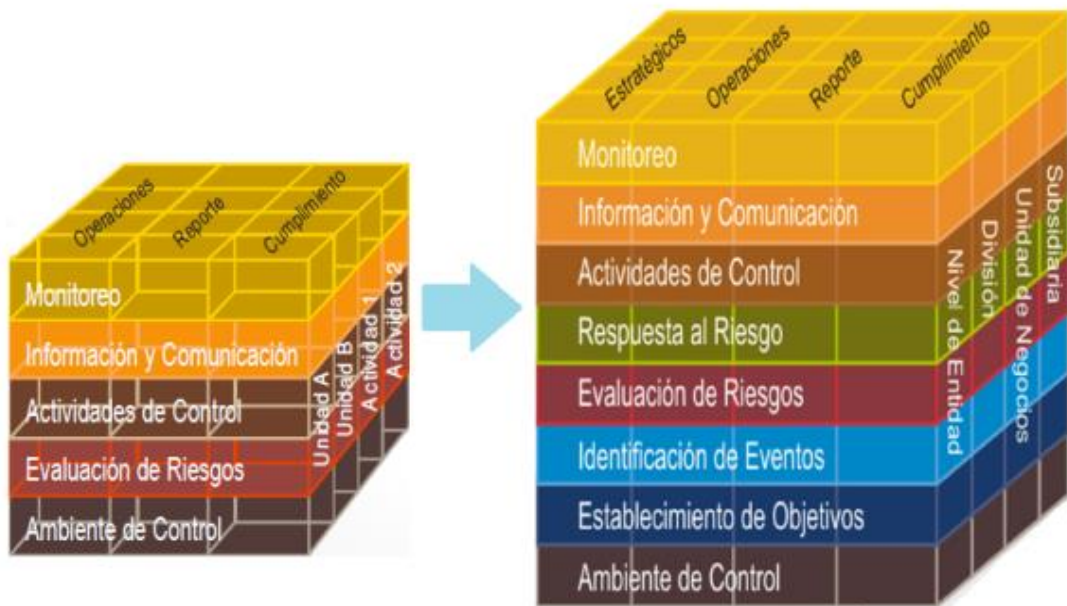 Operaciones
Reporte
Cumplimiento
Monitoreo
Información y Comunicación
Actividades de Control
Evaluación de Riesgos
Ambiente de Control
Unidad A
Unidad B
Actividad 1
Actividad 2
Estratégicos
Operaciones
Reporte
Cumplimiento
Monitoreo
Información y Comunicación
Actividades de Control
Respuesta al Riesgo
Evaluación de Riesgos
Identificación de Eventos
Establecimiento de Objetivos
Ambiente de Control
Nivel de Entidad
División
Unidad de Negocios
Subsidiaria